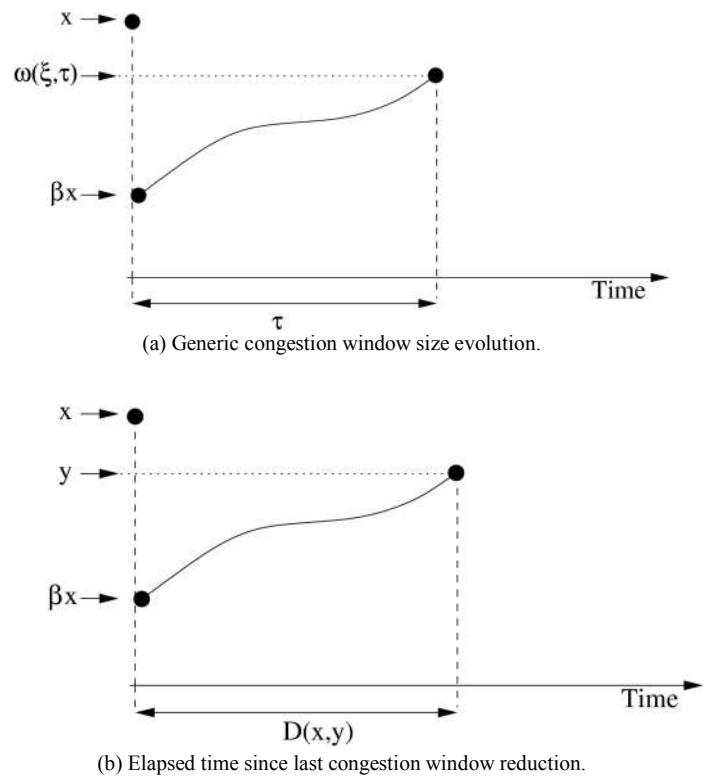 x
ω(ξ,τ)
βx
Time
τ
(a) Generic congestion window size evolution.
x
y
βx
Time
D(x,y)
(b) Elapsed time since last congestion window reduction.